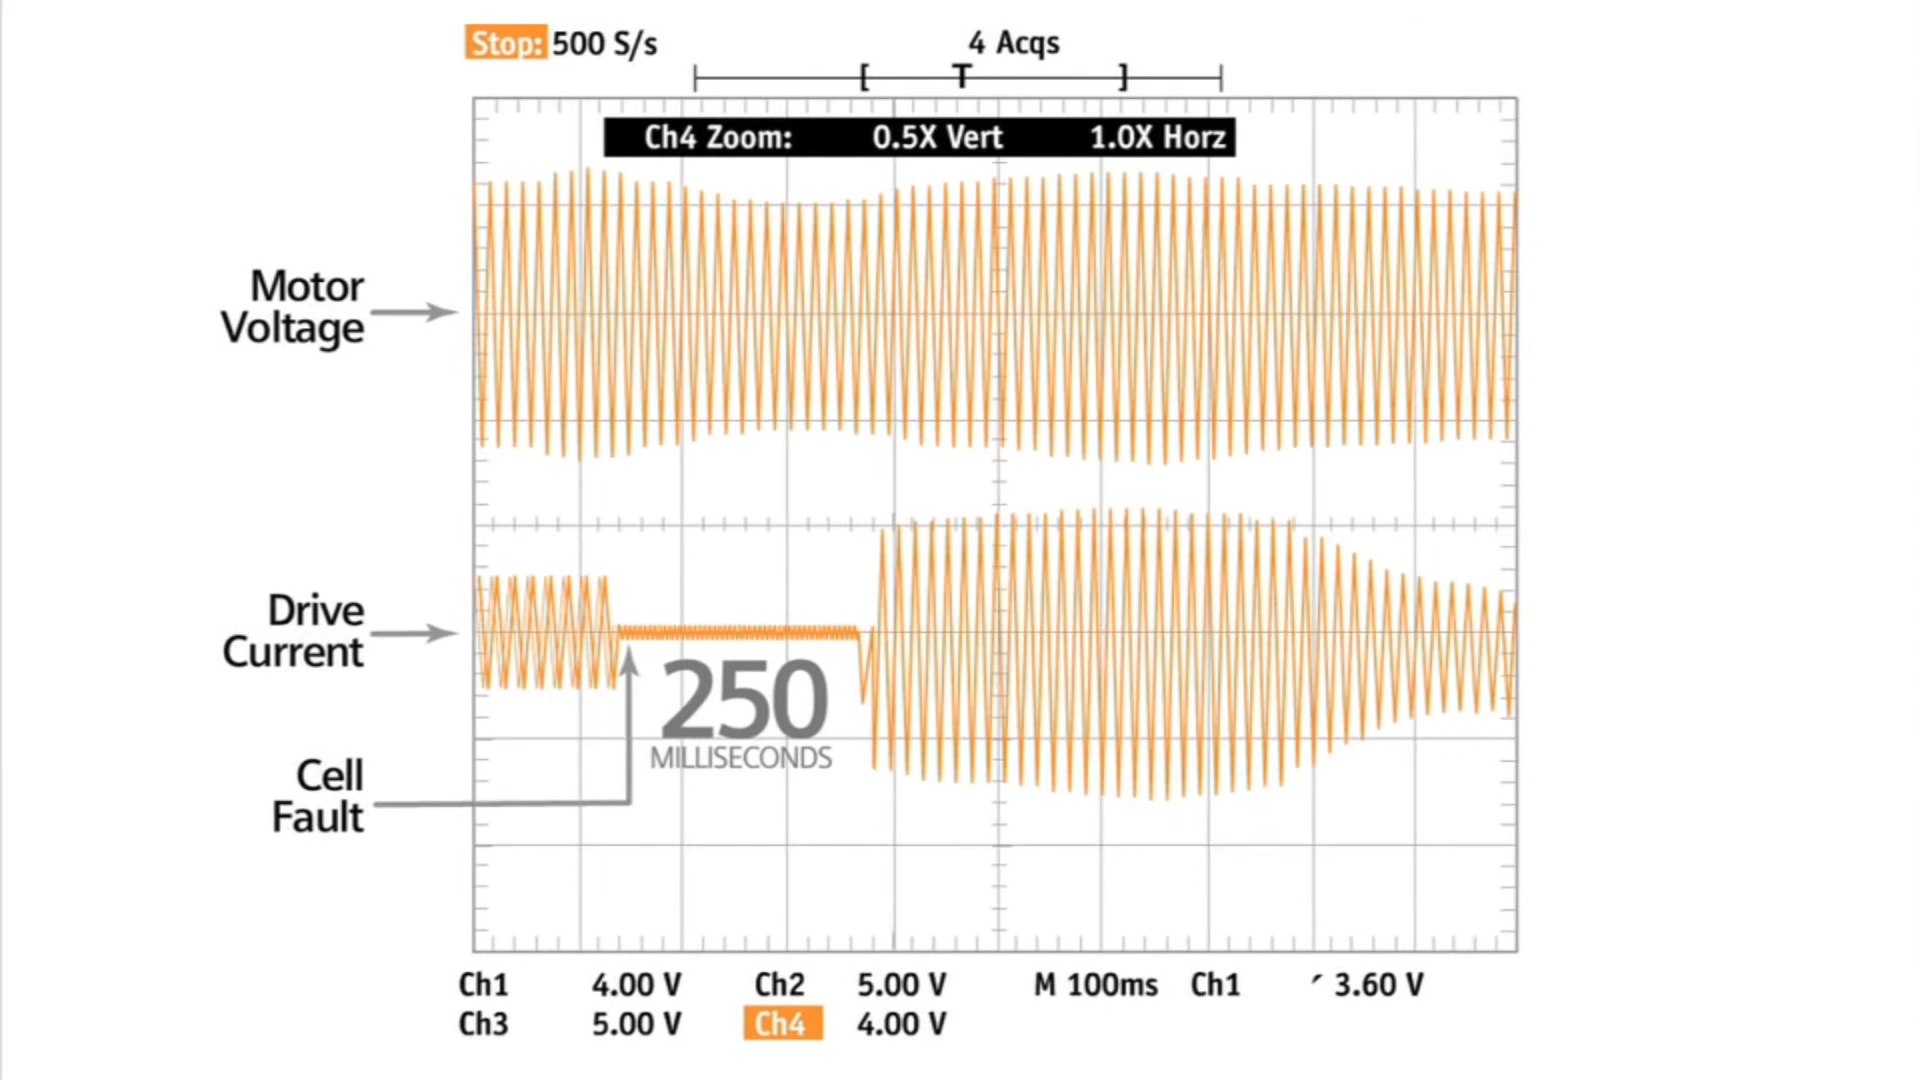 Stop: 500 S/s
4 Acqs
[ T ]
Ch4 Zoom: 0.5X Vert 1.0X Horz
Motor
Voltage
Drive
Current
250
MILLISECONDS
Cell
Fault
Ch1 4.00 V Ch2 5.00 V M 100ms Ch1 3.60 V
Ch3 5.00 V Ch4 4.00 V